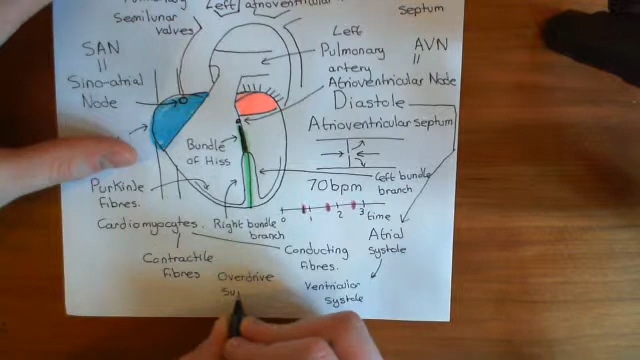 Pulmonary
Semilunar
valves
Left atrioventricular
septum
Left
Pulmonary
artery
SAN
=
Sino-atrial
Node
AVN
=
Atrioventricular Node
Diastole
Atrioventricular septum
Bundle
of Hiss
Purkinje
Fibres.
70bpm
Left bundle
branch
0 1 2 3 time
Cardiomyocytes.
Right bundle
branch
Atrial
systole
Contractile
fibres
Conducting
fibres.
Overdrive
Su
Ventricular
systole